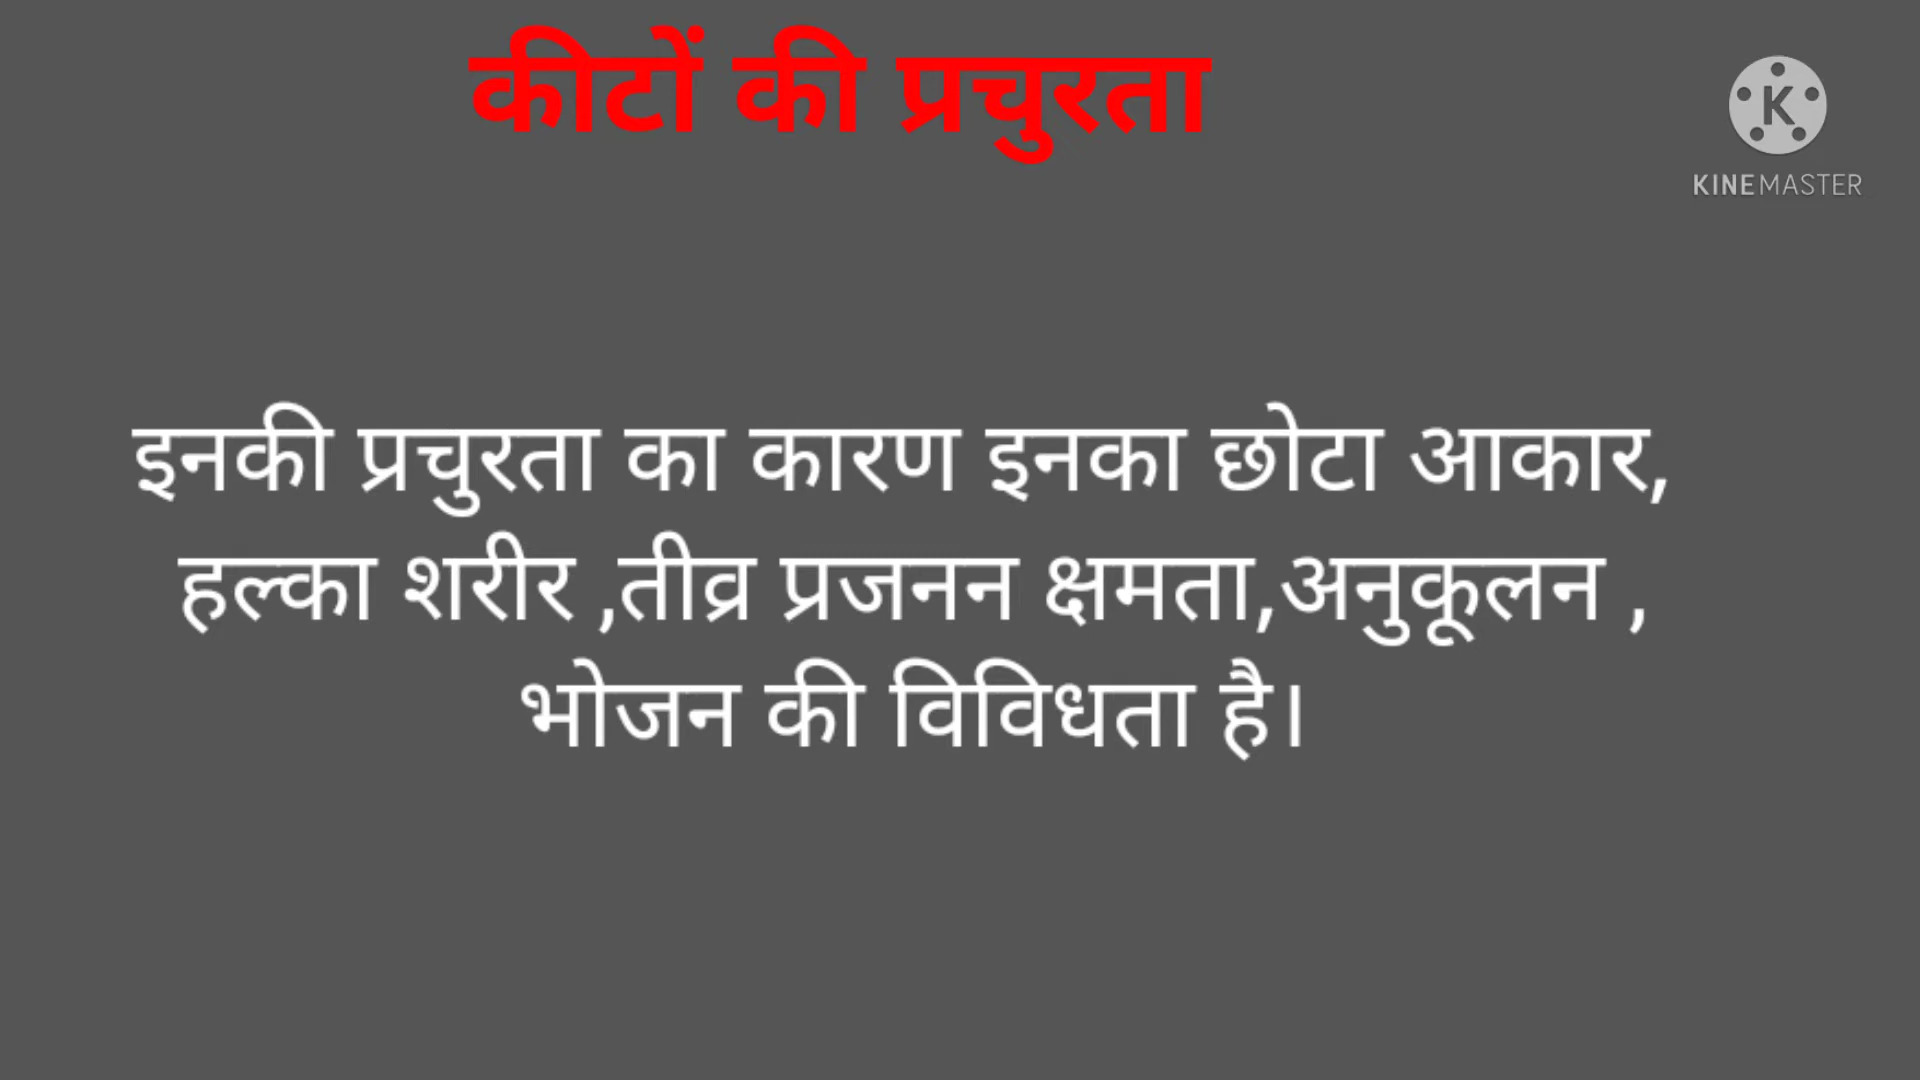 कीटों की प्रचुरता
K
KINEMASTER
इनकी प्रचुरता का कारण इनका छोटा आकार,
हल्का शरीर ,तीव्र प्रजनन क्षमता,अनुकूलन ,
भोजन की विविधता है।